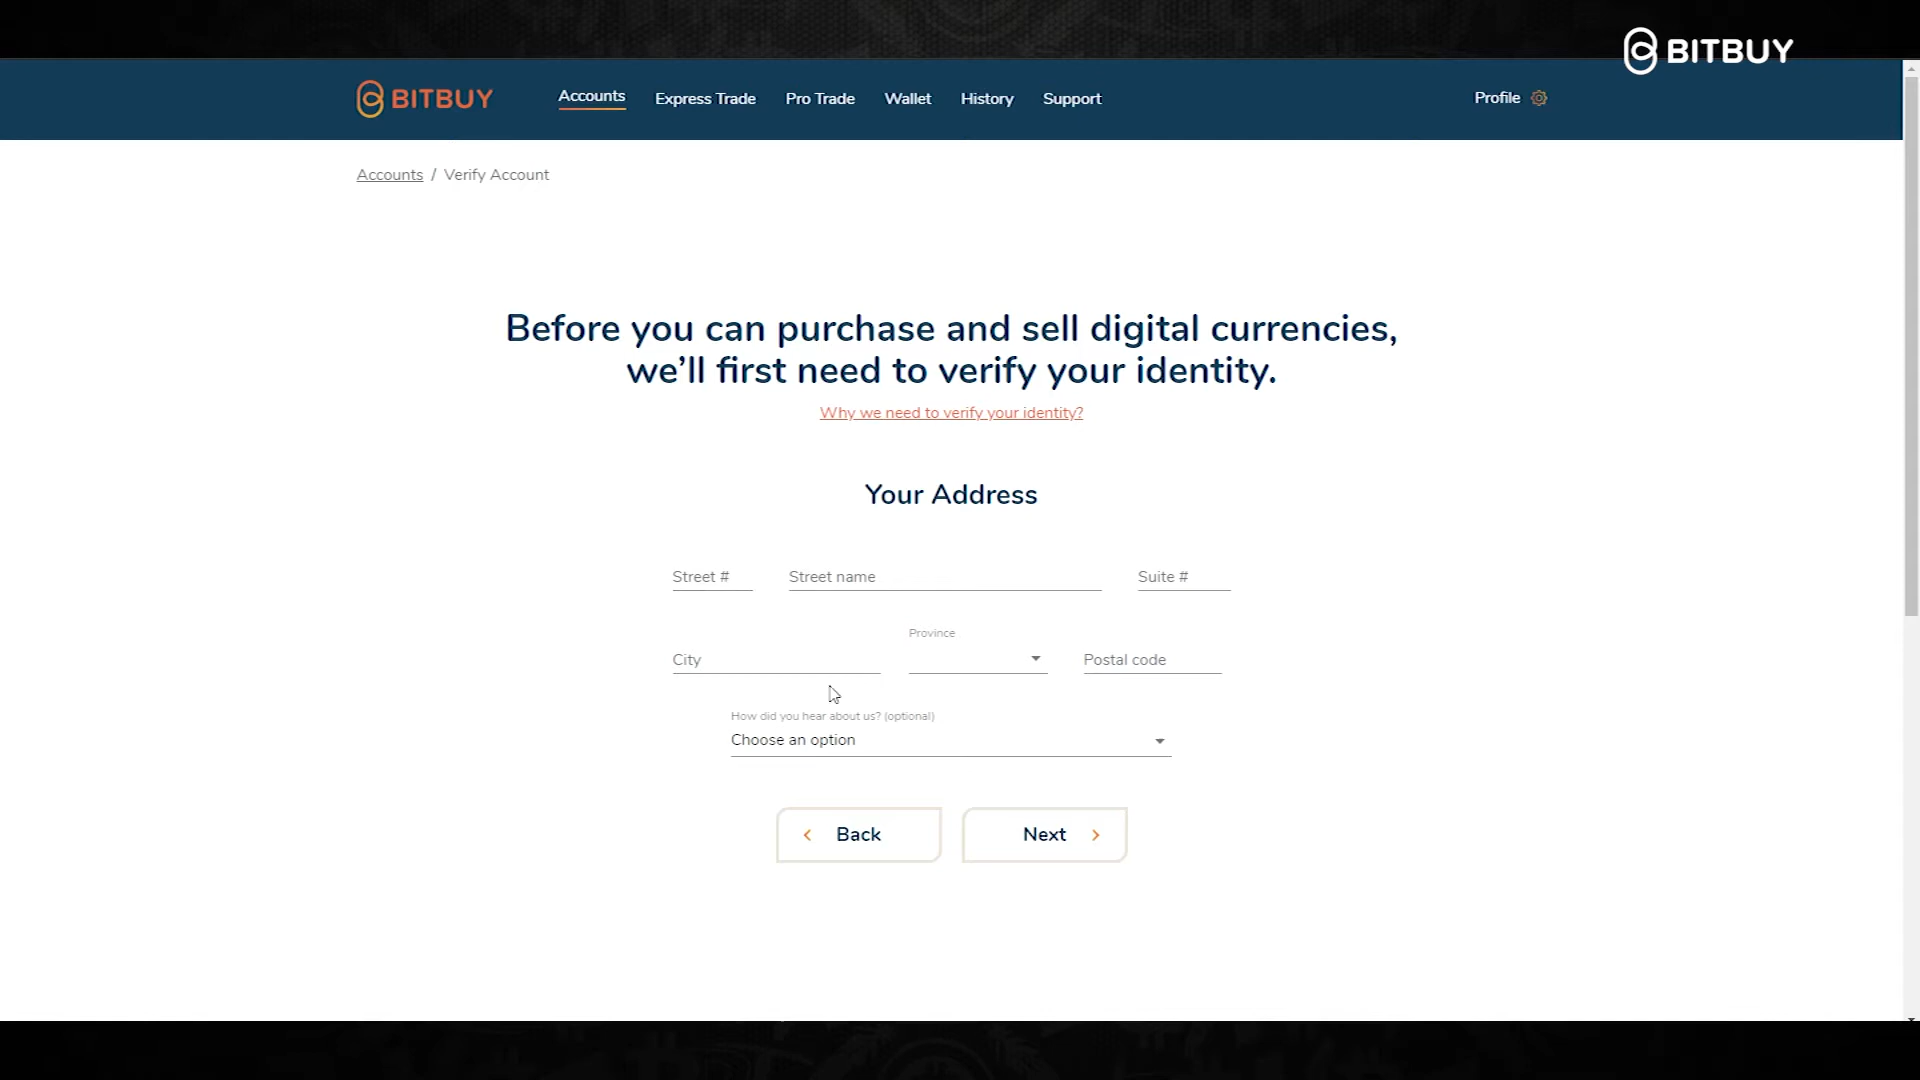 BITBUY
BITBUY Accounts Express Trade Pro Trade Wallet History Support Profile
Accounts / Verify Account
Before you can purchase and sell digital currencies,
we’ll first need to verify your identity.
Why we need to verify your identity?
Your Address
Street # Street name Suite #
Province
City Postal code
How did you hear about us? (optional)
Choose an option
Back Next